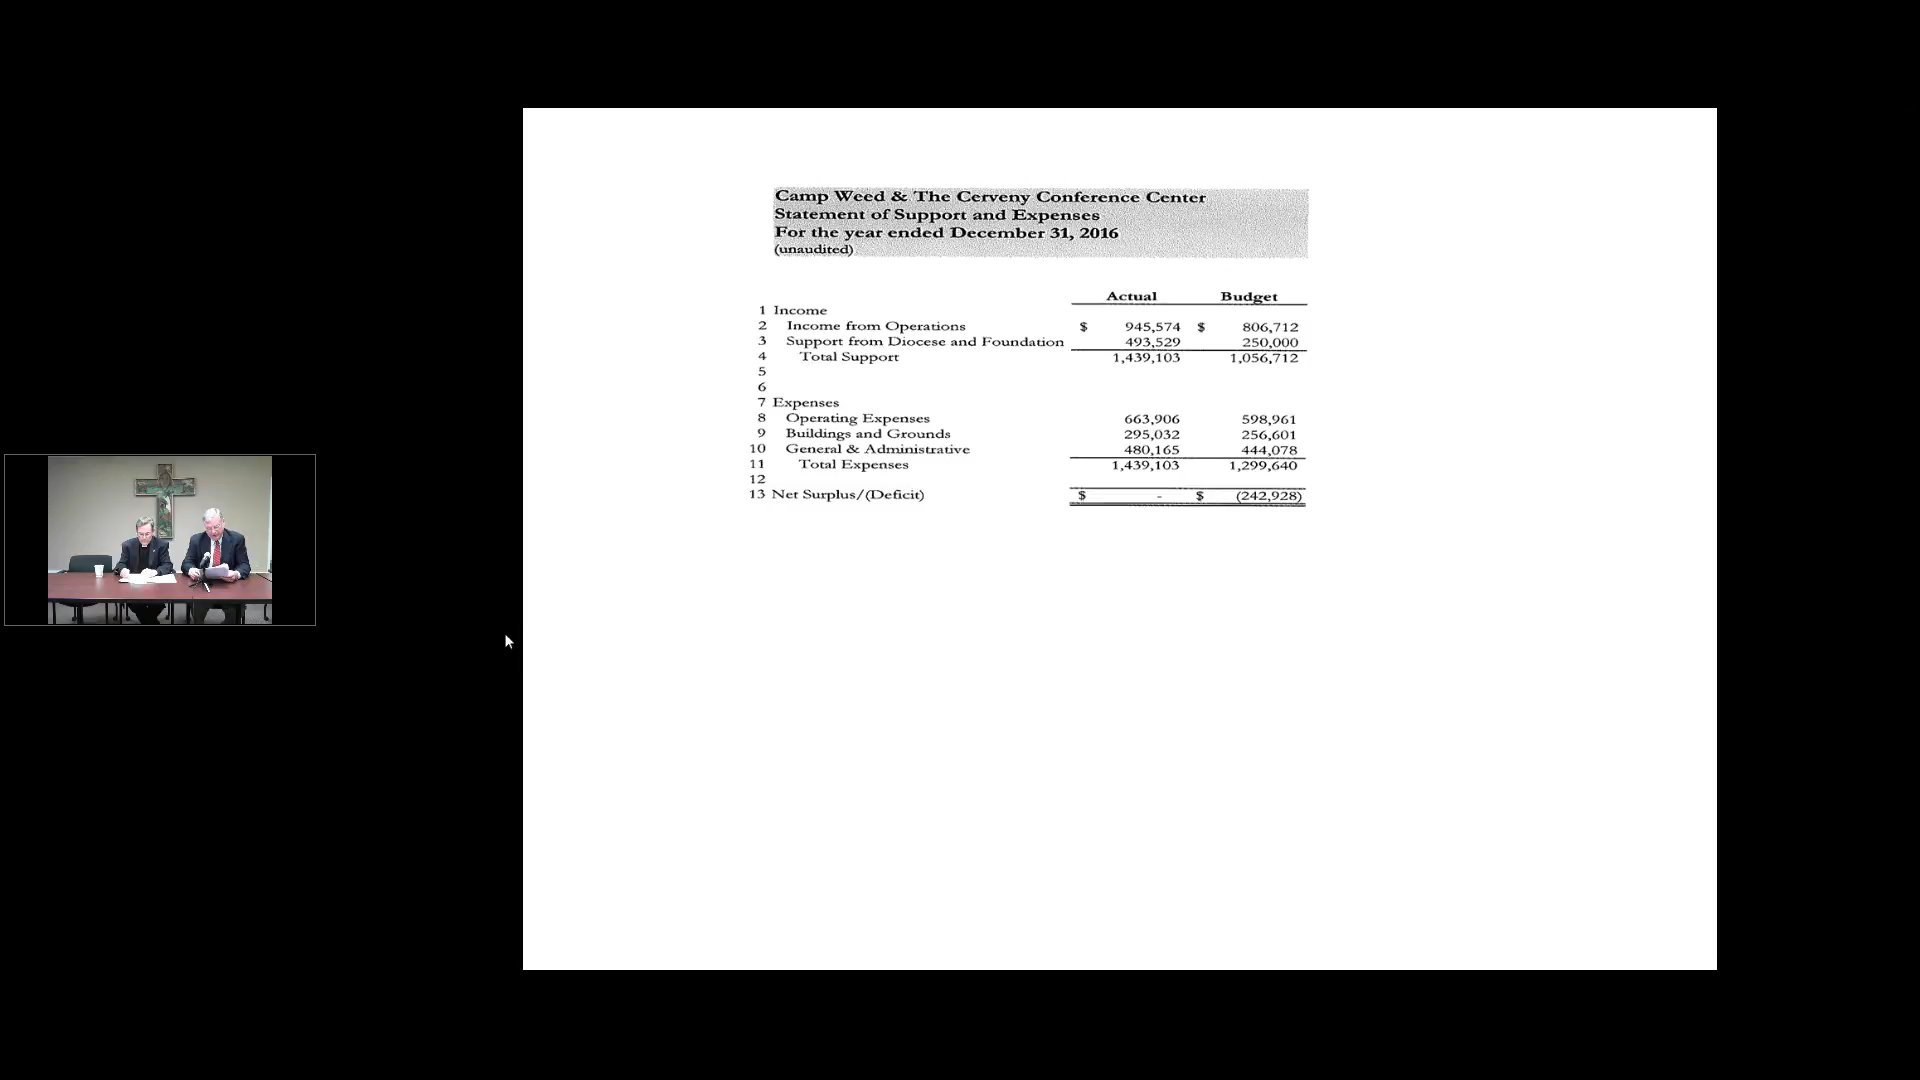 Camp Weed & The Cerveny Conference Center
Statement of Support and Expenses
For the year ended December 31, 2016
(unaudited)
Actual Budget
1 Income
2 Income from Operations $ 945,574 $ 806,712
3 Support from Diocese and Foundation 493,529 250,000
4 Total Support 1,439,103 1,056,712
5
6
7 Expenses
8 Operating Expenses 663,906 598,961
9 Buildings and Grounds 295,032 256,601
10 General & Administrative 480,165 444,078
11 Total Expenses 1,439,103 1,299,640
12
13 Net Surplus/(Deficit) $ - $ (242,928)